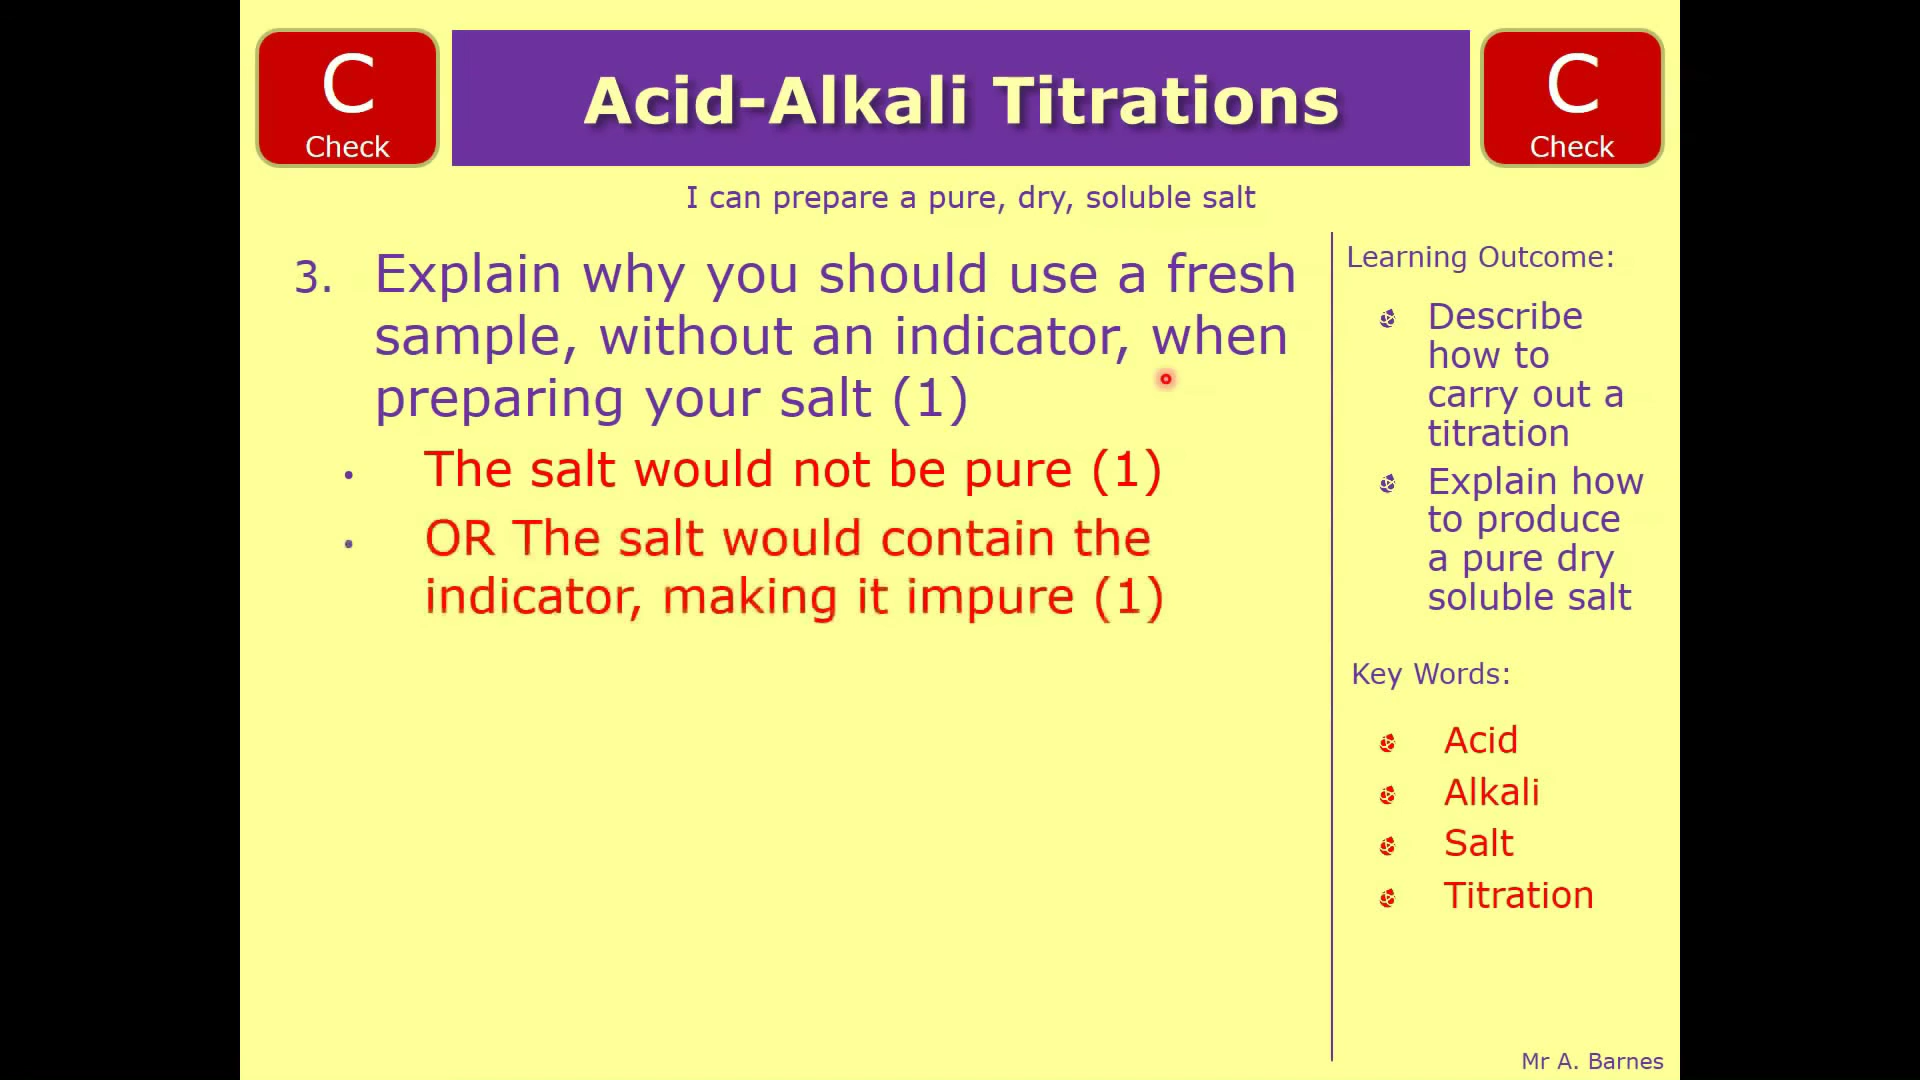 C
Check
Acid-Alkali Titrations
C
Check
I can prepare a pure, dry, soluble salt
3. Explain why you should use a fresh
sample, without an indicator, when
preparing your salt (1)
• The salt would not be pure (1)
• OR The salt would contain the
indicator, making it impure (1)
Learning Outcome:
Describe
how to
carry out a
titration
Explain how
to produce
a pure dry
soluble salt
Key Words:
Acid
Alkali
Salt
Titration
Mr A. Barnes